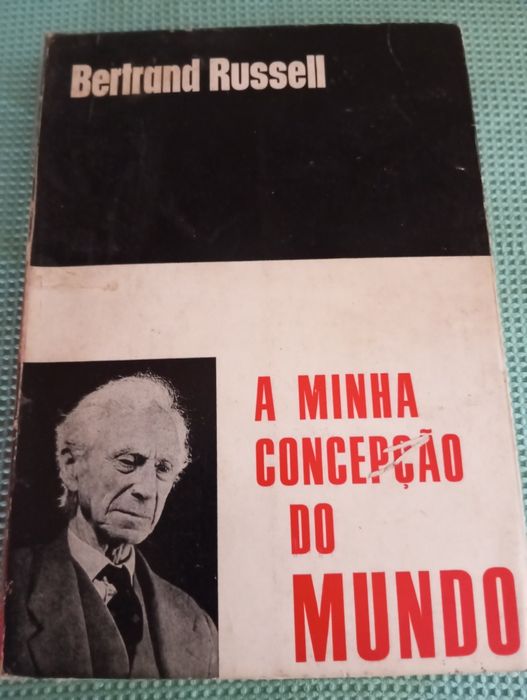 Bertrand Russell
A MINHA
CONCEPÇÃO
DO
MUNDO